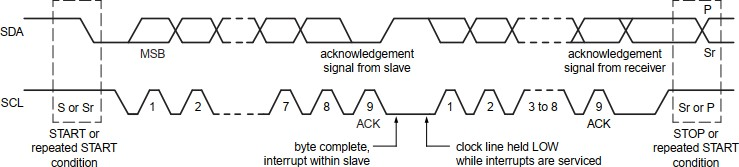 P
SDA
MSB
acknowledgement
signal from slave
acknowledgement
signal from receiver
Sr
SCL
S or Sr
1
2
7
8
9
1
2
3 to 8
9
Sr or P
ACK
ACK
START or
repeated START
condition
byte complete,
interrupt within slave
clock line held LOW
while interrupts are serviced
STOP or
repeated START
condition